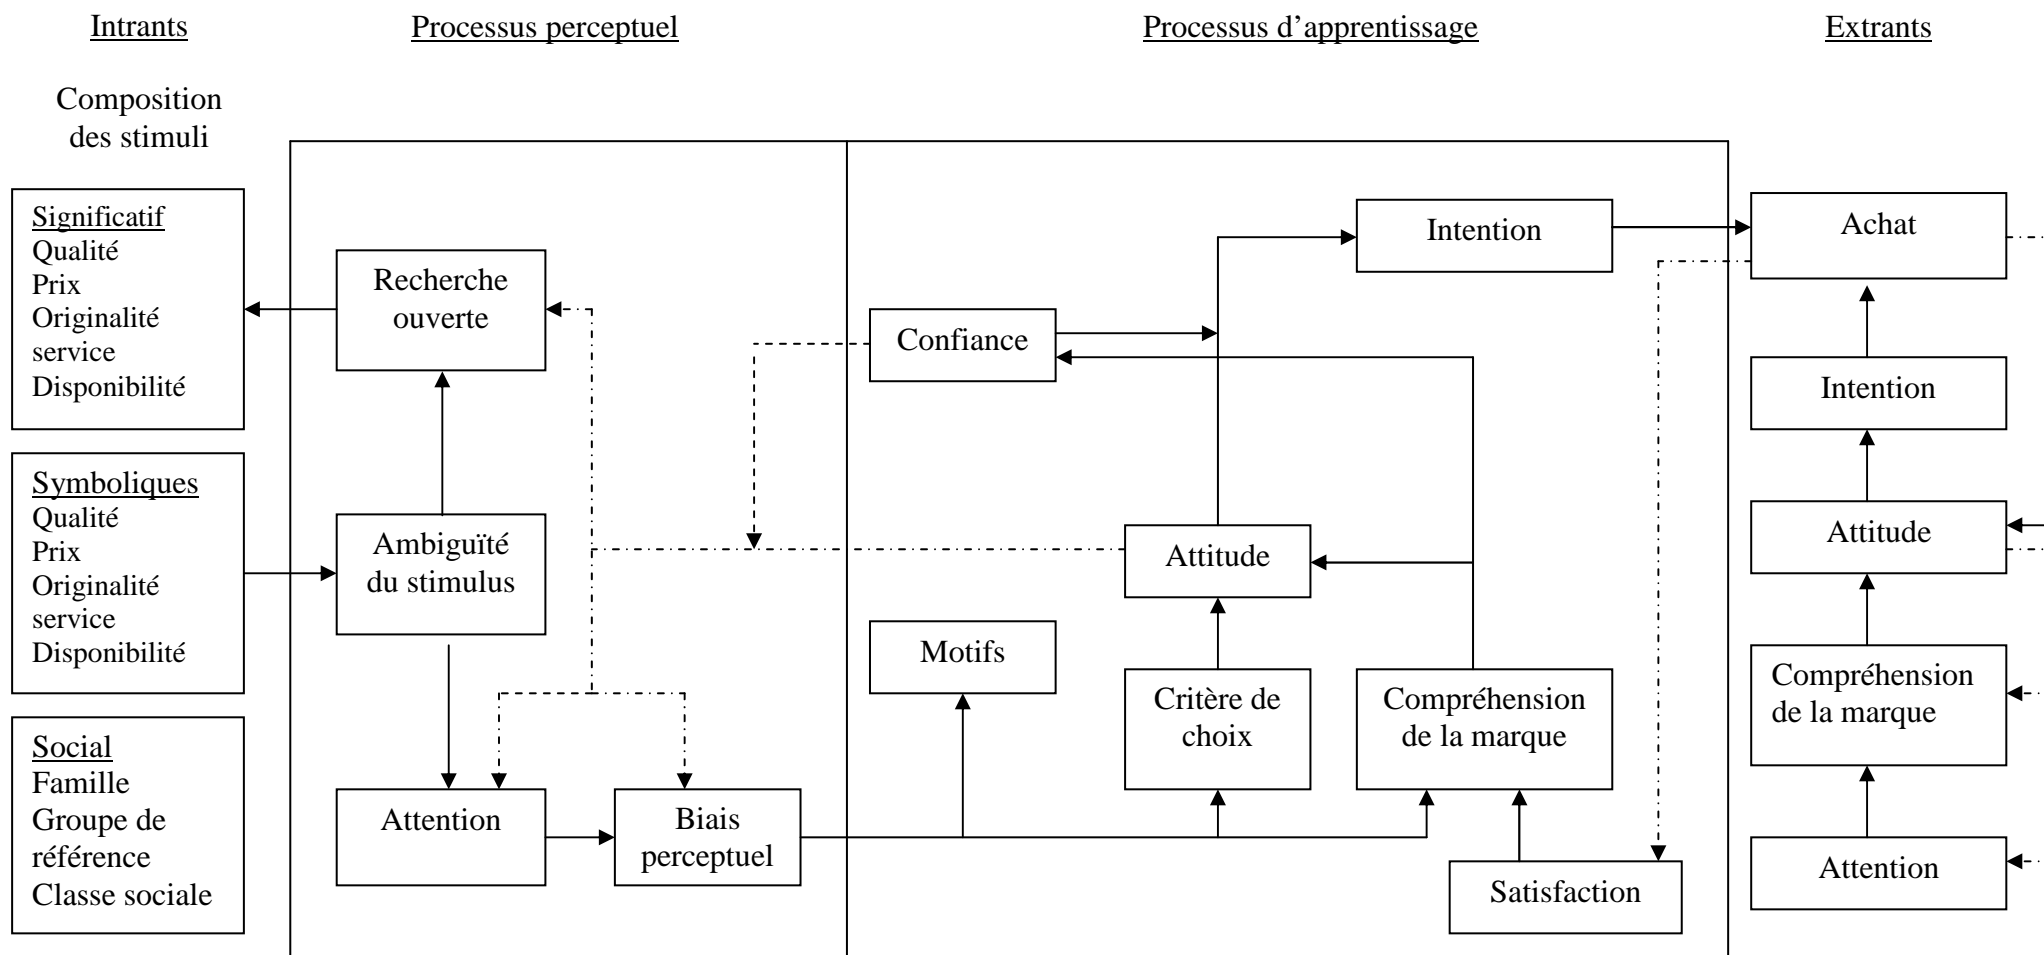 Intrants
Processus perceptuel
Processus d’apprentissage
Extrants
Composition
des stimuli
Significatif
Qualité
Prix
Originalité
service
Disponibilité
Symboliques
Qualité
Prix
Originalité
service
Disponibilité
Social
Famille
Groupe de
référence
Classe sociale
Recherche
ouverte
Ambiguïté
du stimulus
Attention
Biais
perceptuel
Intention
Confiance
Attitude
Motifs
Critère de
choix
Compréhension
de la marque
Satisfaction
Achat
Intention
Attitude
Compréhension
de la marque
Attention